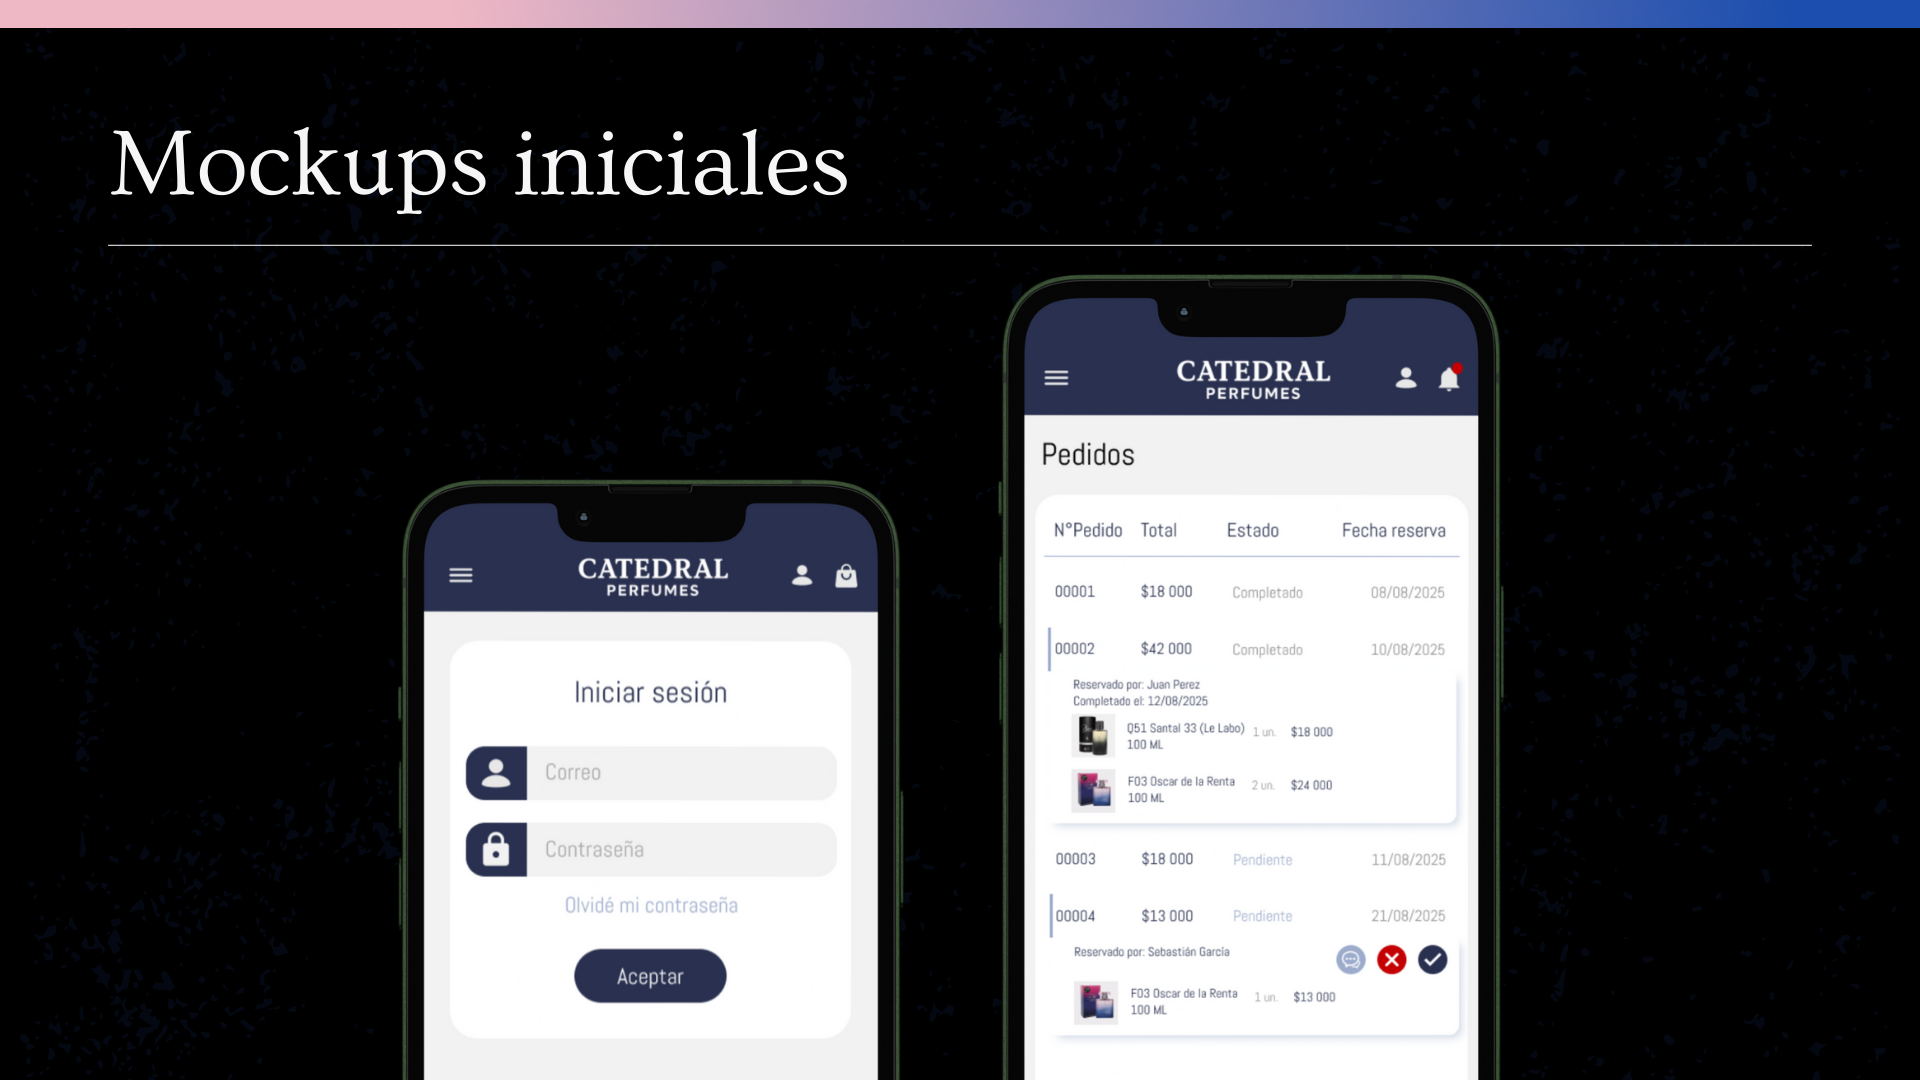 Mockups iniciales
CATEDRAL
PERFUMES
Iniciar sesión
Correo
Contraseña
Olvidé mi contraseña
Aceptar
CATEDRAL
PERFUMES
Pedidos
N°Pedido Total Estado Fecha reserva
00001 $18 000 Completado 08/08/2025
00002 $42 000 Completado 10/08/2025
Reservado por: Juan Perez
Completado el: 12/08/2025
Q51 Santal 33 (Le Labo) 1 un. $18 000
100 ML
F03 Oscar de la Renta 2 un. $24 000
100 ML
00003 $18 000 Pendiente 11/08/2025
00004 $13 000 Pendiente 21/08/2025
Reservado por: Sebastián García
F03 Oscar de la Renta 1 un. $13 000
100 ML